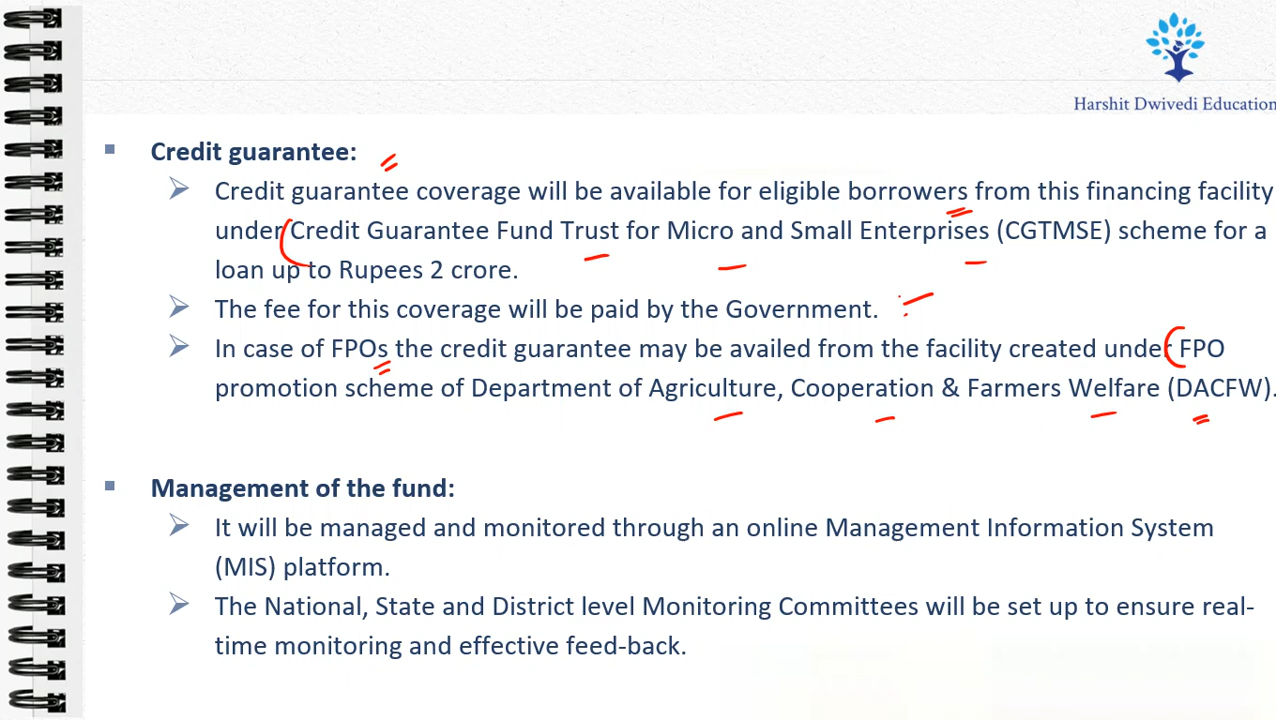 Harshit Dwivedi Education
Credit guarantee:
Credit guarantee coverage will be available for eligible borrowers from this financing facility
under Credit Guarantee Fund Trust for Micro and Small Enterprises (CGTMSE) scheme for a
loan up to Rupees 2 crore.
The fee for this coverage will be paid by the Government.
In case of FPOs the credit guarantee may be availed from the facility created under FPO
promotion scheme of Department of Agriculture, Cooperation & Farmers Welfare (DACFW).
Management of the fund:
It will be managed and monitored through an online Management Information System
(MIS) platform.
The National, State and District level Monitoring Committees will be set up to ensure real-
time monitoring and effective feed-back.